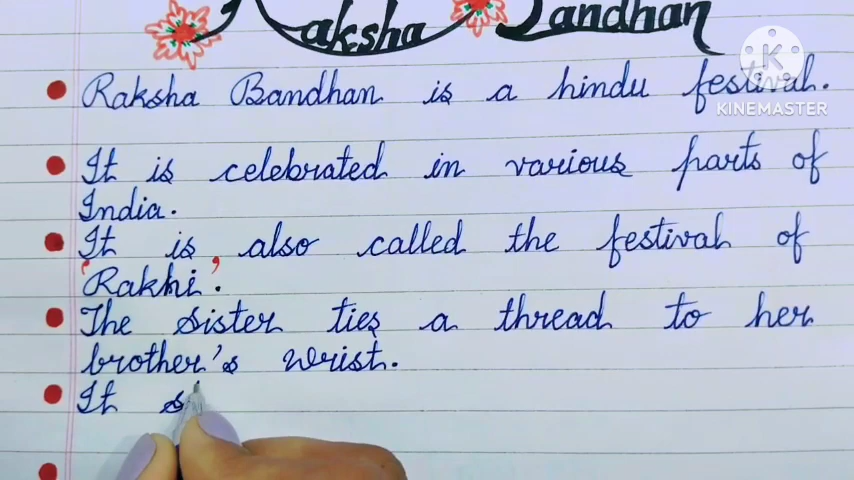 Raksha Bandhan
K
KINEMASTER
Raksha Bandhan is a hindu festival.
It is celebrated in various parts of
India.
It is also called the festival of
'Rakhi'.
The sister ties a thread to her
brother's wrist.
It s